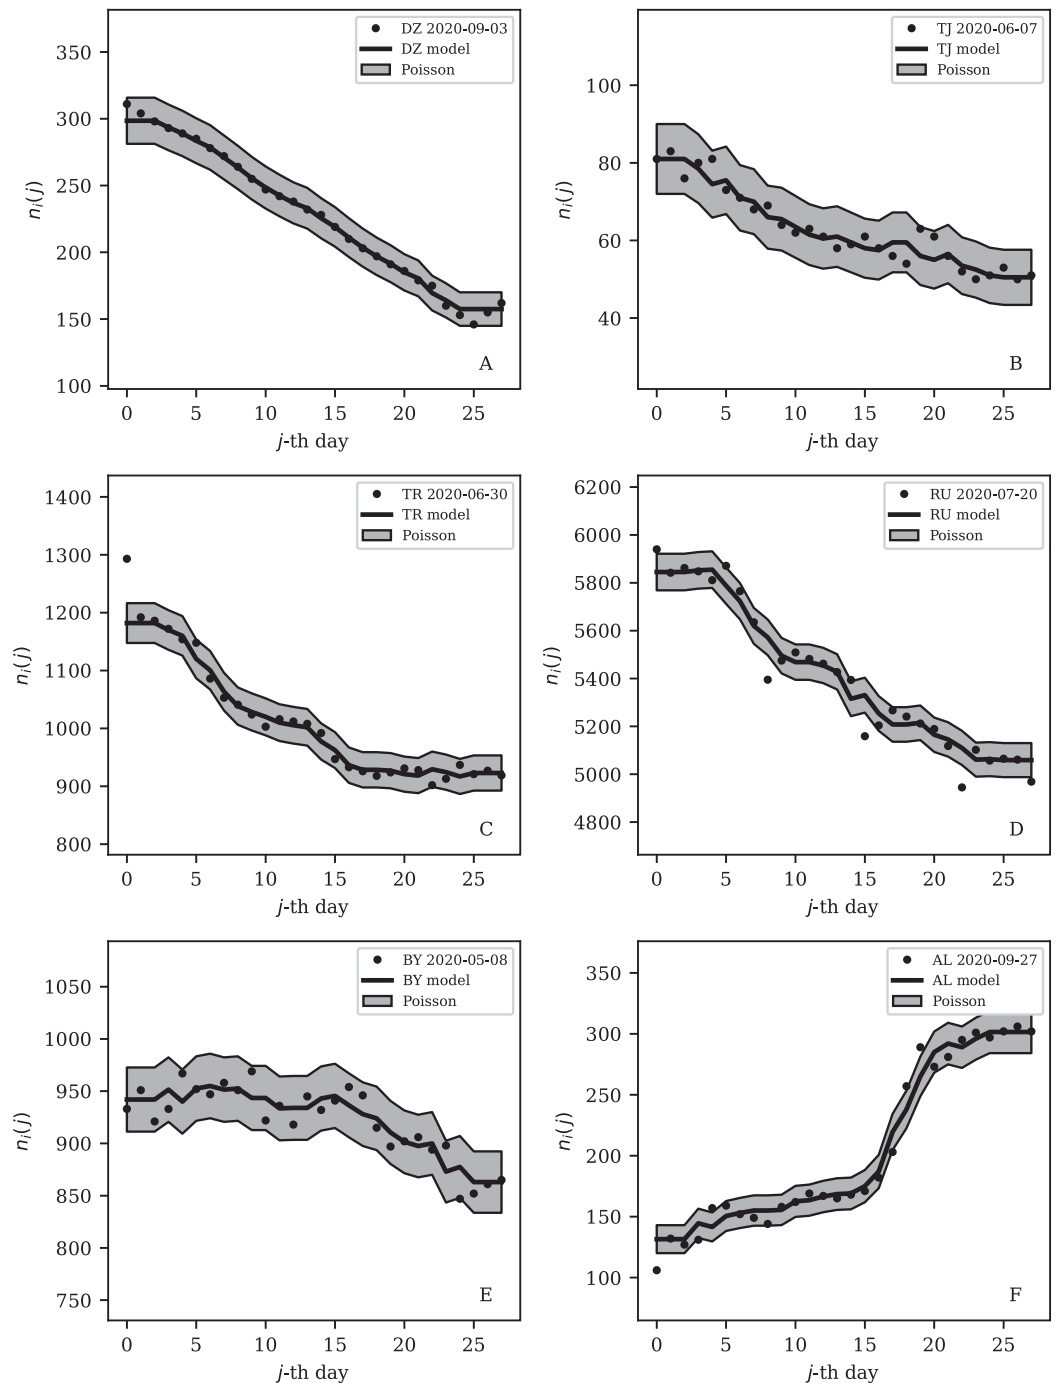 DZ 2020-09-03
DZ model
Poisson
350
300
250
200
150
100
n_i(j)
A
0 5 10 15 20 25
j-th day
TJ 2020-06-07
TJ model
Poisson
100
80
60
40
n_i(j)
B
0 5 10 15 20 25
j-th day
TR 2020-06-30
TR model
Poisson
1400
1300
1200
1100
1000
900
800
n_i(j)
C
0 5 10 15 20 25
j-th day
RU 2020-07-20
RU model
Poisson
6200
6000
5800
5600
5400
5200
5000
4800
n_i(j)
D
0 5 10 15 20 25
j-th day
BY 2020-05-08
BY model
Poisson
1050
1000
950
900
850
800
750
n_i(j)
E
0 5 10 15 20 25
j-th day
AL 2020-09-27
AL model
Poisson
350
300
250
200
150
100
n_i(j)
F
0 5 10 15 20 25
j-th day